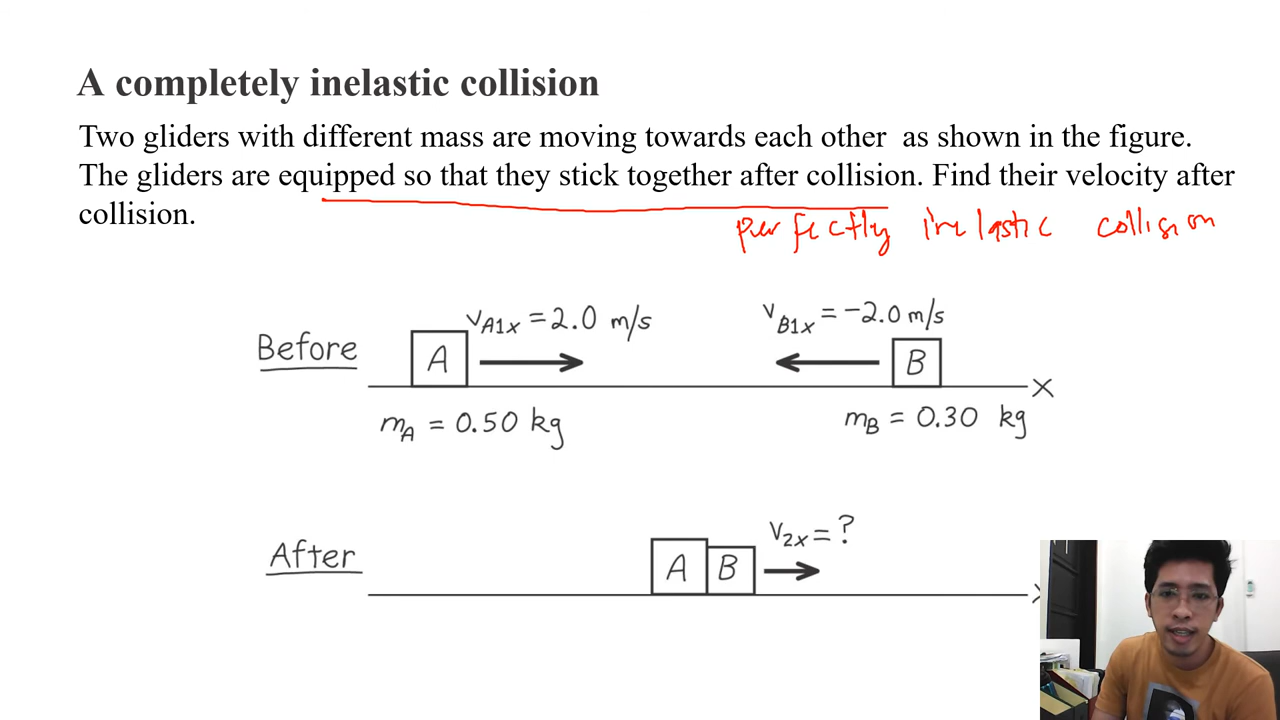 A completely inelastic collision
Two gliders with different mass are moving towards each other as shown in the figure.
The gliders are equipped so that they stick together after collision. Find their velocity after
collision.
perfectly inelastic collision
Before
A
vA1x = 2.0 m/s
vB1x = -2.0 m/s
B
x
mA = 0.50 kg
mB = 0.30 kg
After
A B
v2x = ?